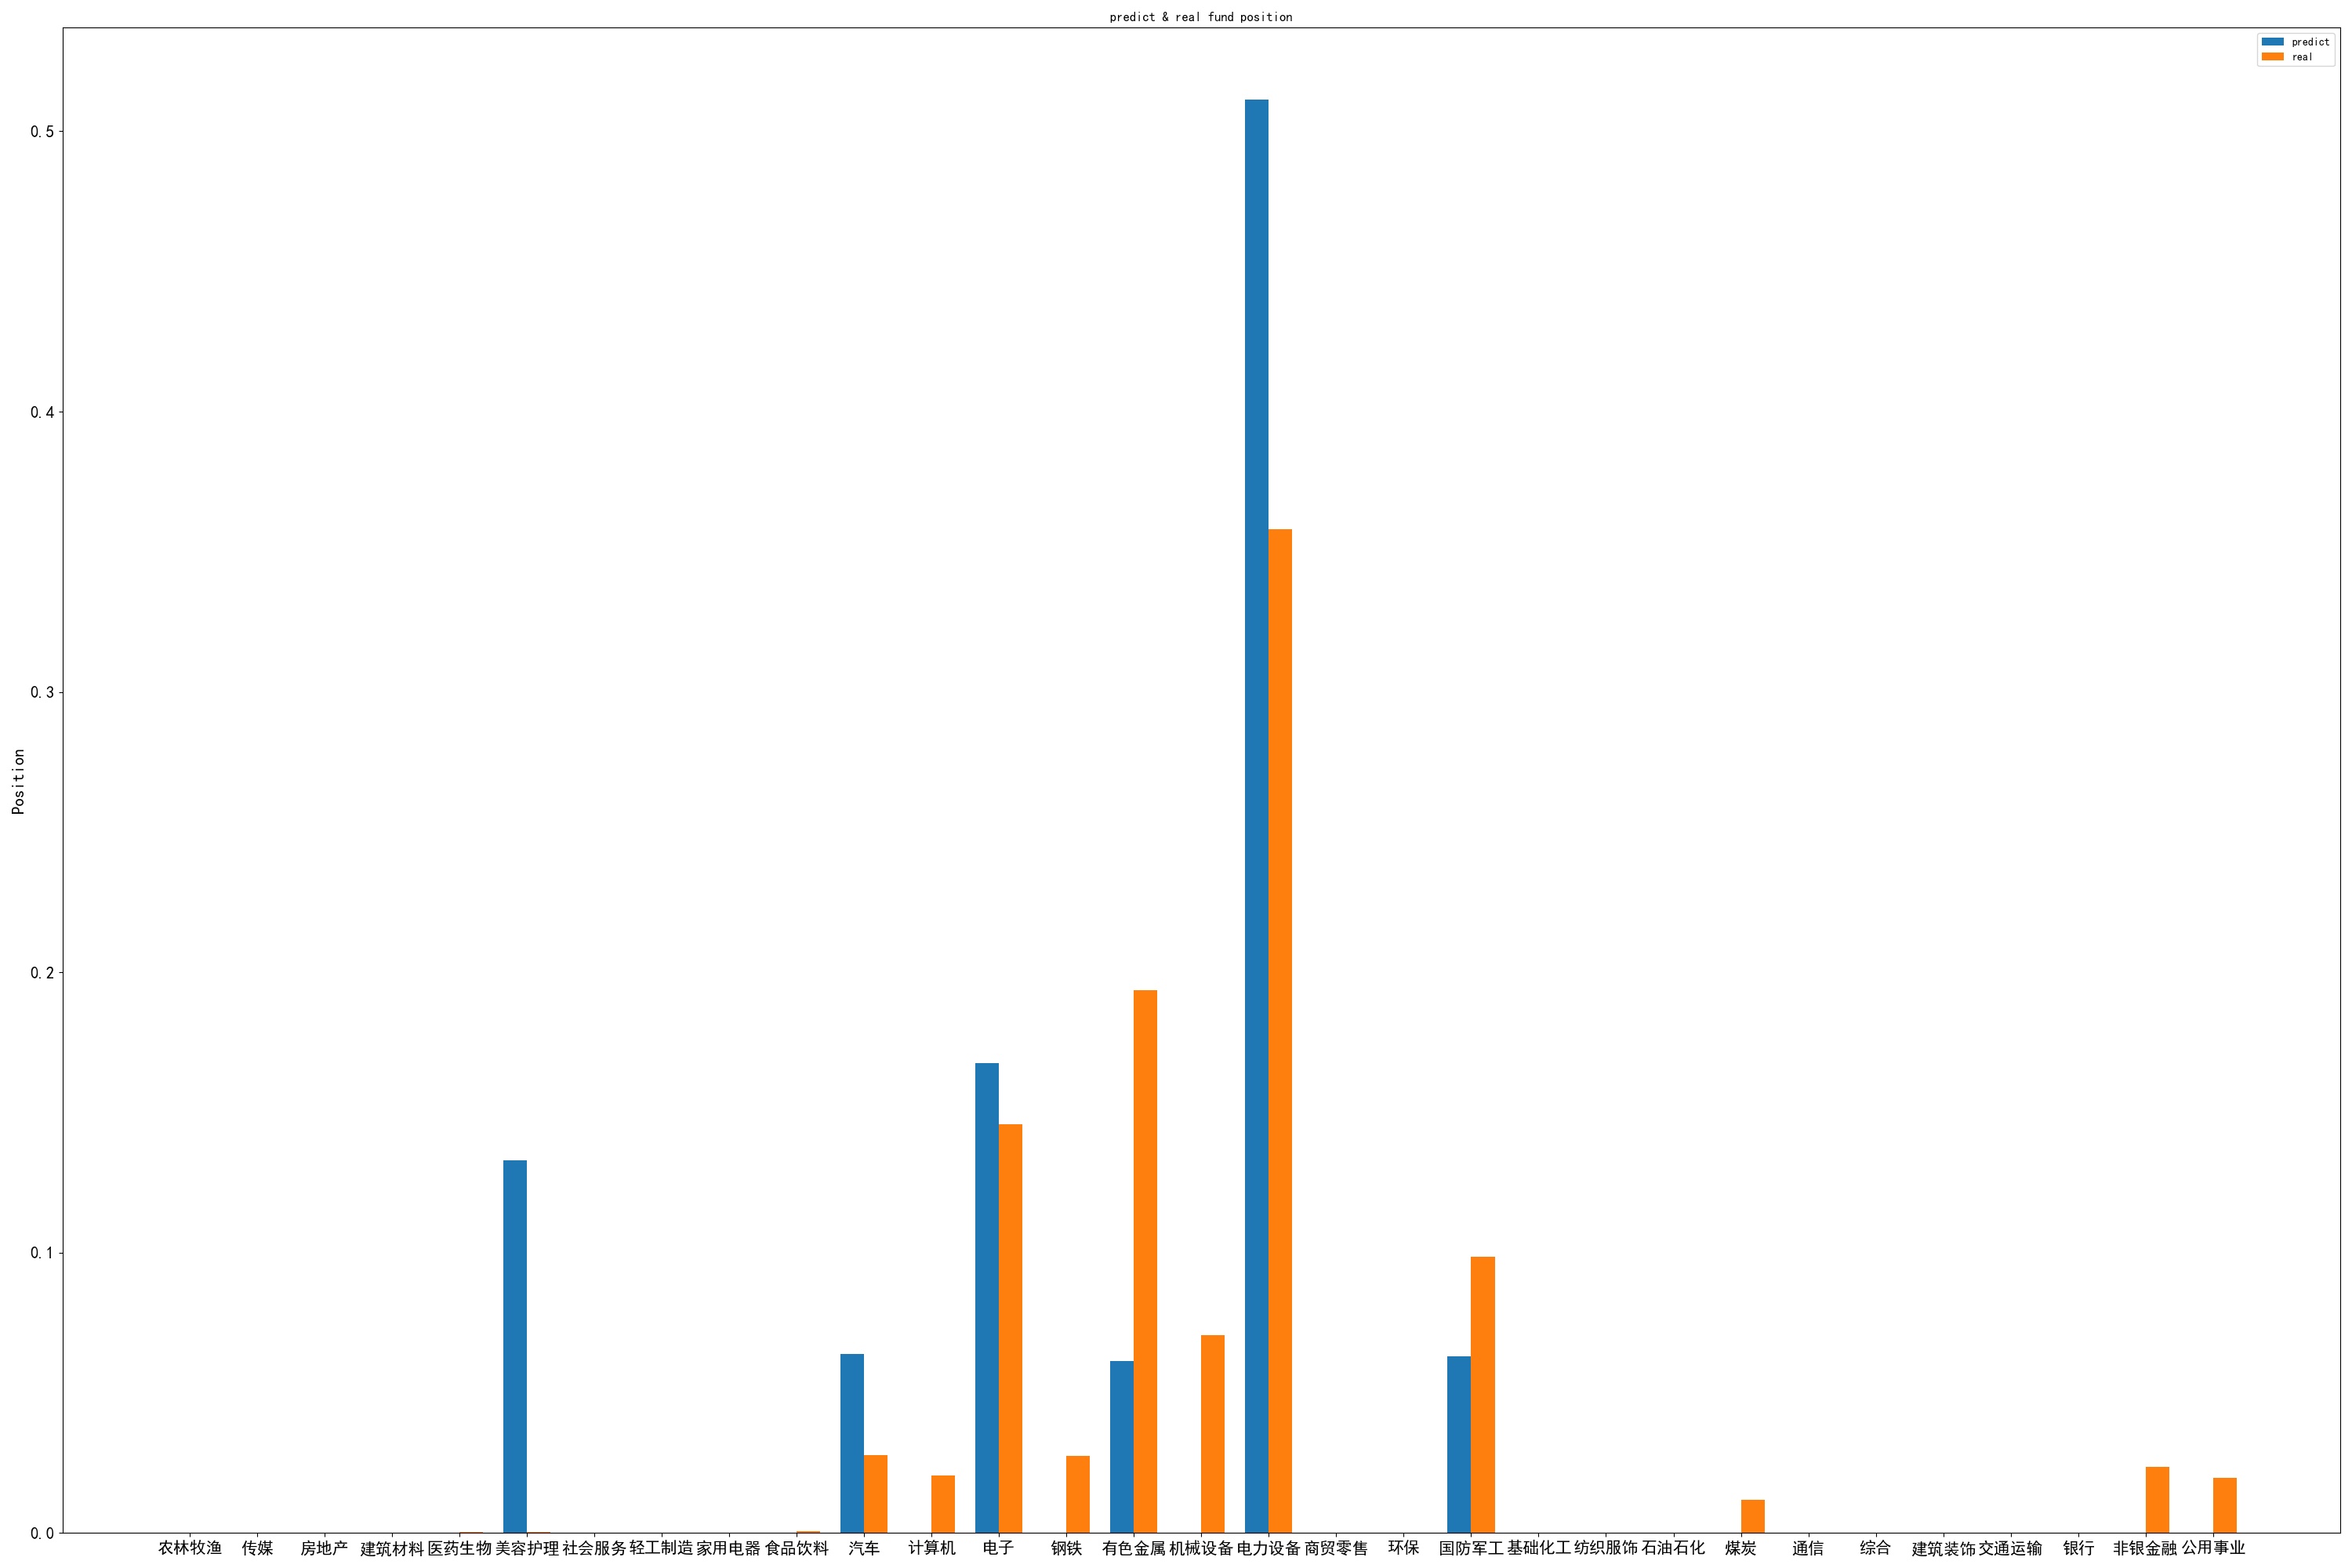 predict & real fund position
predict
real
0.5
0.4
0.3
0.2
0.1
0.0
Position
农林牧渔 传媒 房地产 建筑材料 医药生物 美容护理 社会服务 轻工制造 家用电器 食品饮料 汽车 计算机 电子 钢铁 有色金属 机械设备 电力设备 商贸零售 环保 国防军工 基础化工 纺织服饰 石油石化 煤炭 通信 综合 建筑装饰 交通运输 银行 非银金融 公用事业